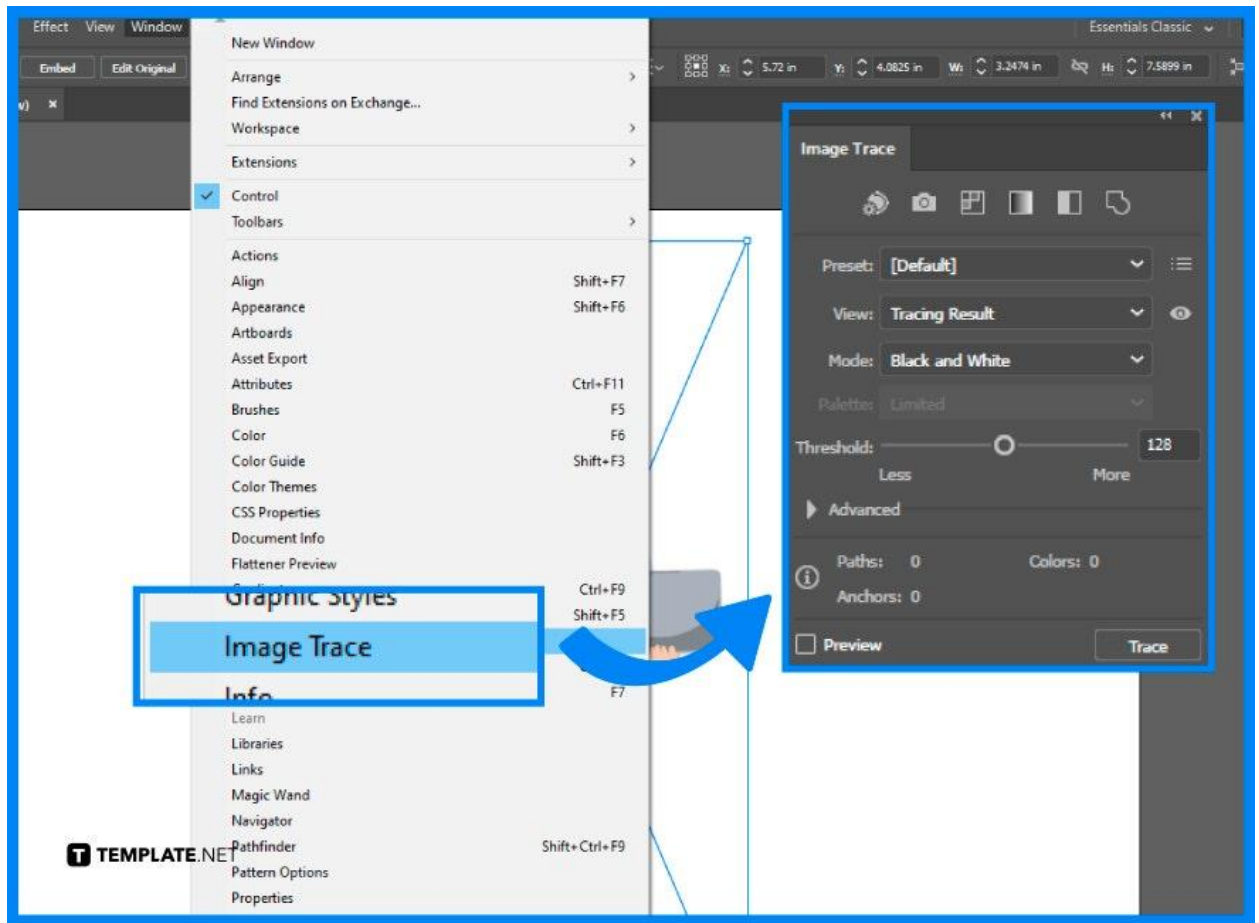 Effect View Window
Essentials Classic
Embed Edit Original
X: 5.72 in Y: 4.0825 in W: 3.2474 in H: 7.5899 in
New Window
Arrange
Find Extensions on Exchange...
Workspace
Extensions
Control
Toolbars
Actions
Align Shift+F7
Appearance Shift+F6
Artboards
Asset Export
Attributes Ctrl+F11
Brushes F5
Color F6
Color Guide Shift+F3
Color Themes
CSS Properties
Document Info
Flattener Preview
Ctrl+F9
Graphic Styles Shift+F5
Image Trace
Info
F7
Learn
Libraries
Links
Magic Wand
Navigator
Pathfinder Shift+Ctrl+F9
Pattern Options
Properties
Image Trace
Preset: [Default]
View: Tracing Result
Mode: Black and White
Palette: Limited
Threshold: 128
Less More
Advanced
Paths: 0 Colors: 0
Anchors: 0
Preview Trace
T TEMPLATE.NET